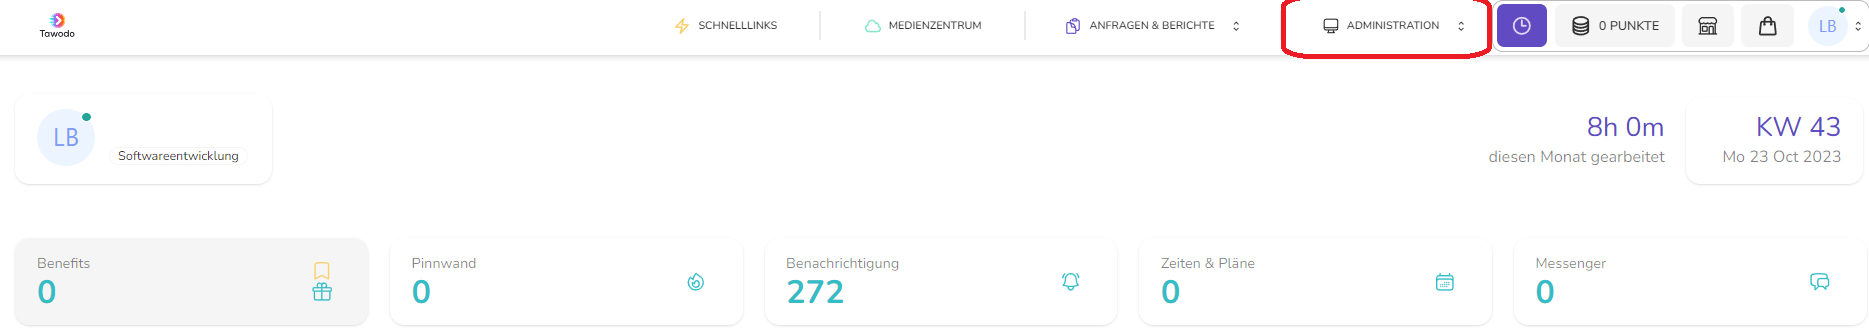 Tawodo
SCHNELLLINKS
MEDIENZENTRUM
ANFRAGEN & BERICHTE
ADMINISTRATION
0 PUNKTE
LB
LB
Softwareentwicklung
8h 0m
diesen Monat gearbeitet
KW 43
Mo 23 Oct 2023
Benefits
0
Pinnwand
0
Benachrichtigung
272
Zeiten & Pläne
0
Messenger
0